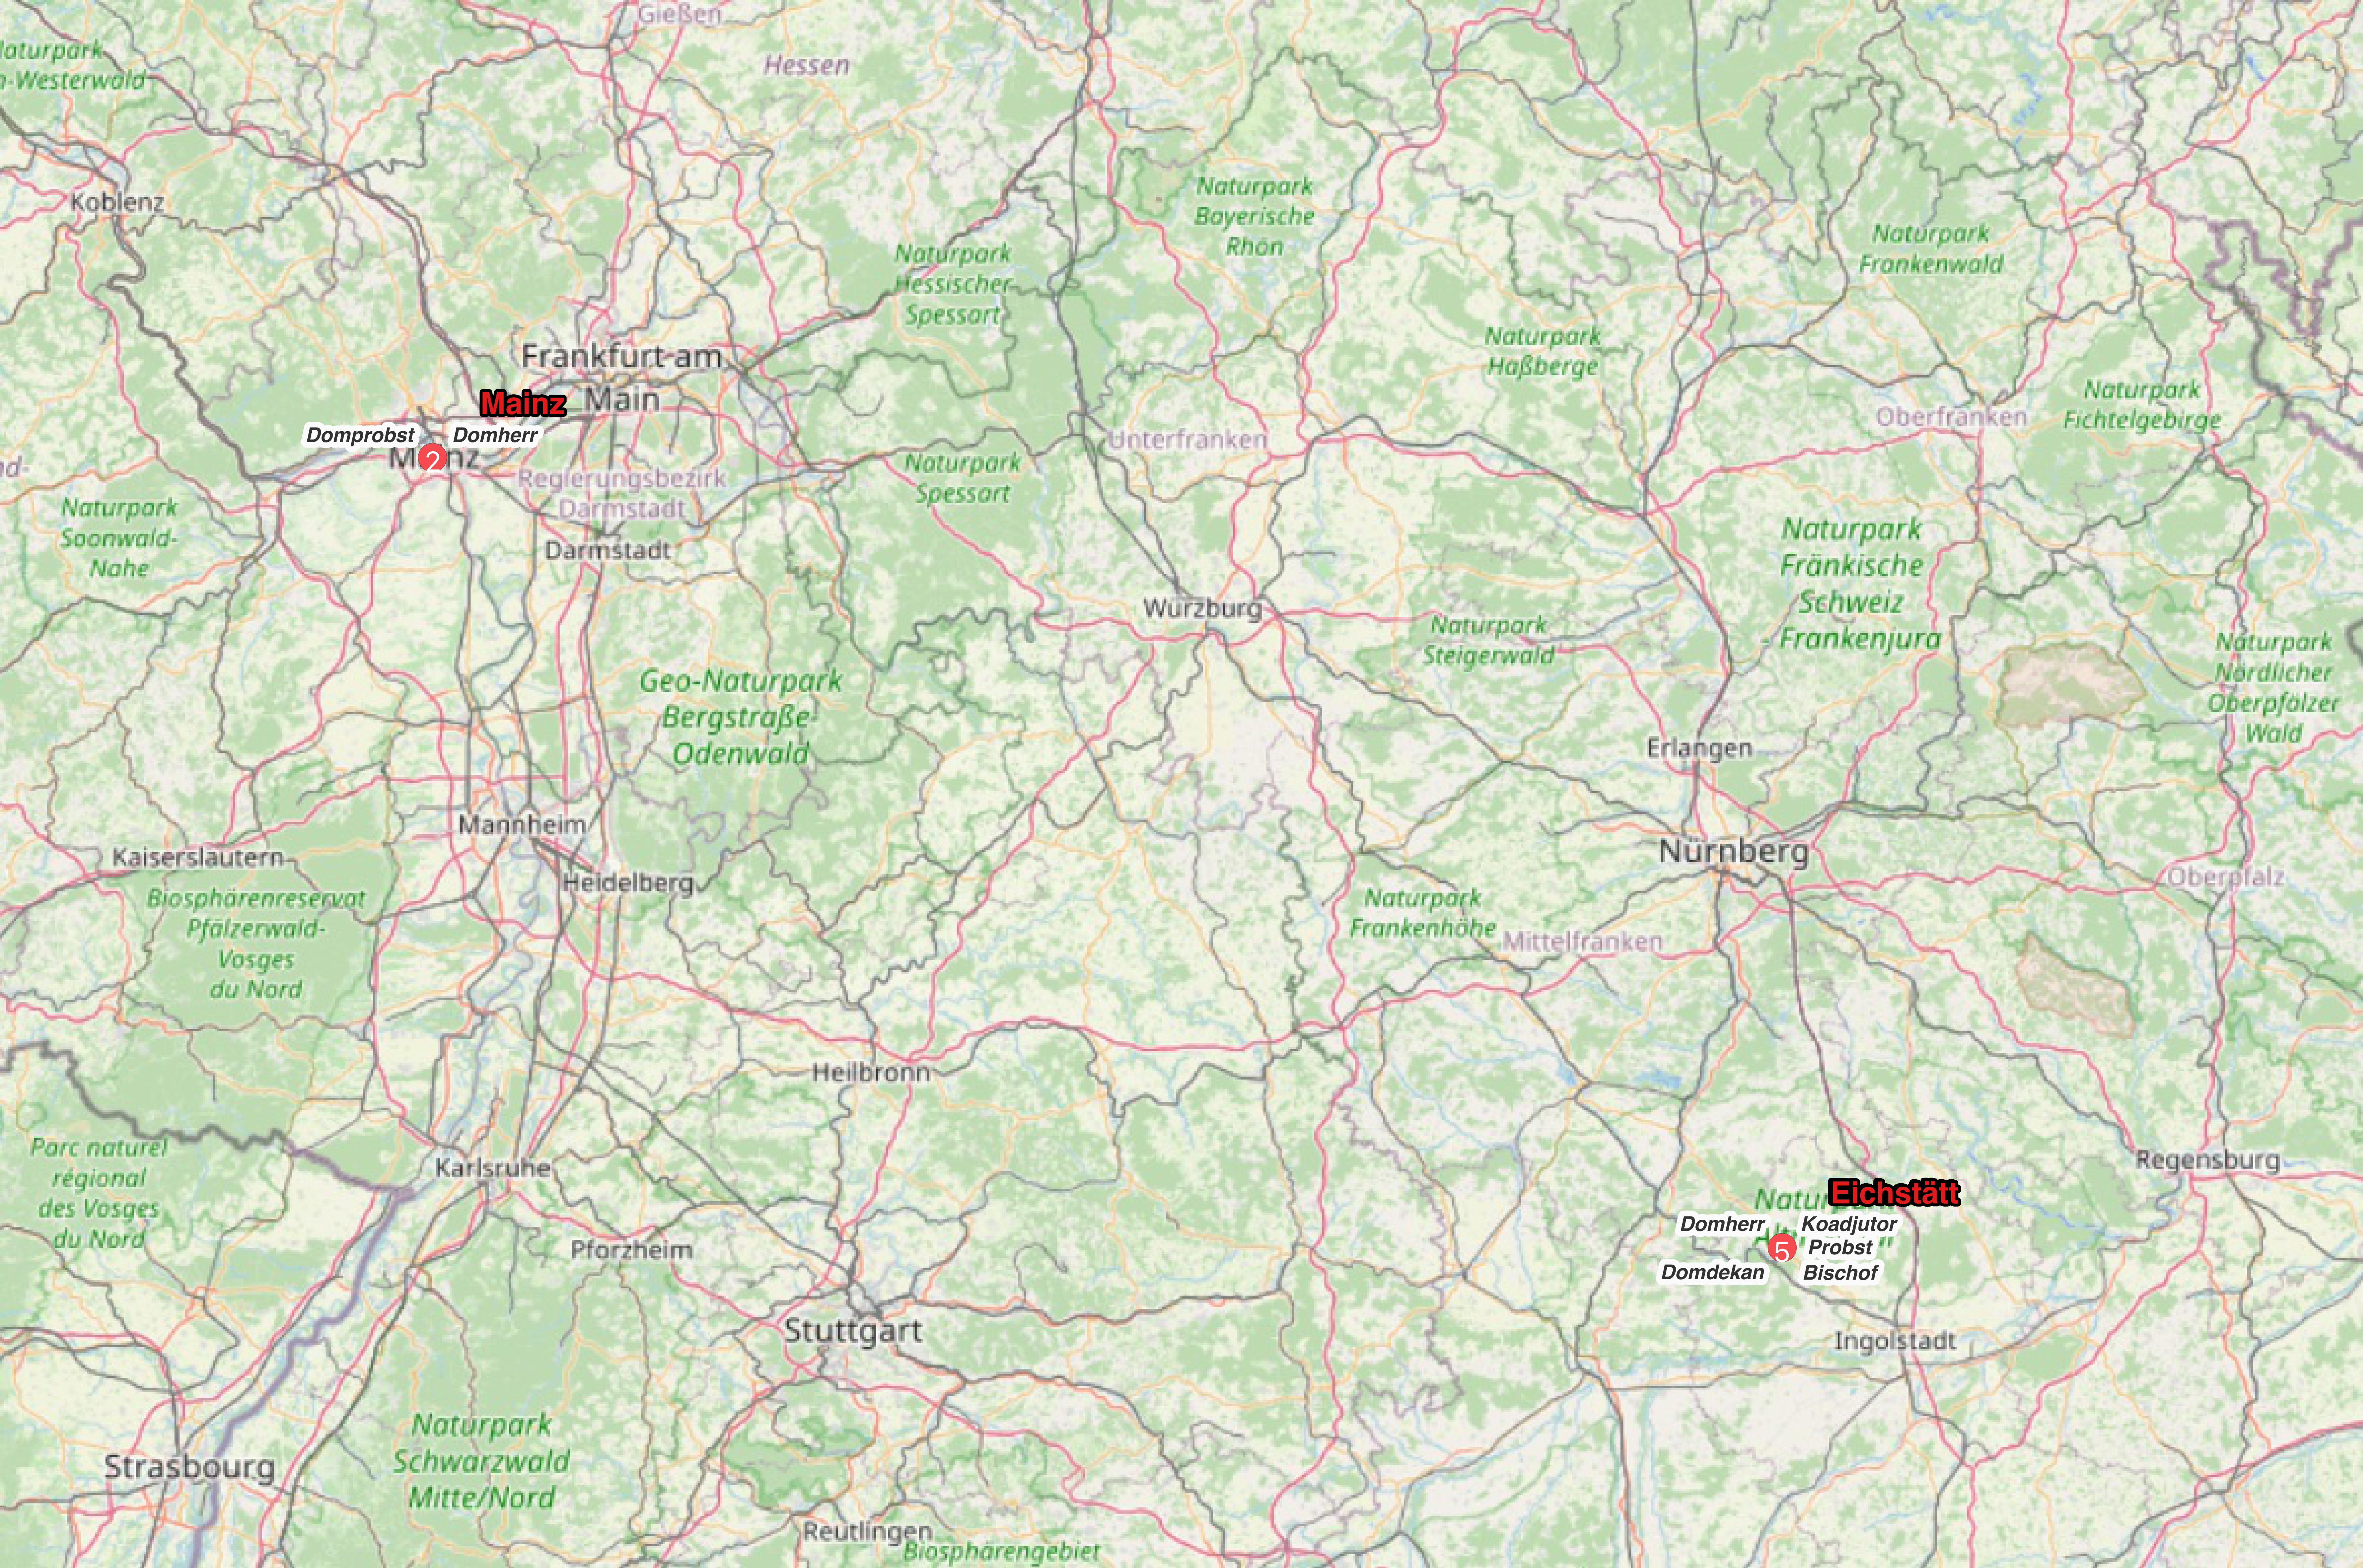 Gießen
Naturpark
n-Westerwald
Hessen
Koblenz
Naturpark
Bayerische
Rhön
Naturpark
Frankenwald
Naturpark
Hessischer
Spessart
Naturpark
Haßberge
Frankfurt am
Main
Mainz
Domprobst
Domherr
2
Naturpark
Fichtelgebirge
Oberfranken
Unterfranken
nd-
Regierungsbezirk
Darmstadt
Naturpark
Spessart
Naturpark
Soonwald-
Nahe
Darmstadt
Naturpark
Fränkische
Schweiz
- Frankenjura
Würzburg
Naturpark
Steigerwald
Naturpark
Nördlicher
Oberpfälzer
Wald
Geo-Naturpark
Bergstraße-
Odenwald
Erlangen
Mannheim
Nürnberg
Kaiserslautern
Heidelberg
Oberpfalz
Biosphärenreservat
Pfälzerwald-
Vosges
du Nord
Naturpark
Frankenhöhe
Mittelfranken
Heilbronn
Parc naturel
régional
des Vosges
du Nord
Karlsruhe
Regensburg
Eichstätt
Domherr
Koadjutor
5
Probst
Domdekan
Bischof
Pforzheim
Stuttgart
Ingolstadt
Naturpark
Schwarzwald
Mitte/Nord
Strasbourg
Reutlingen
Biosphärengebiet